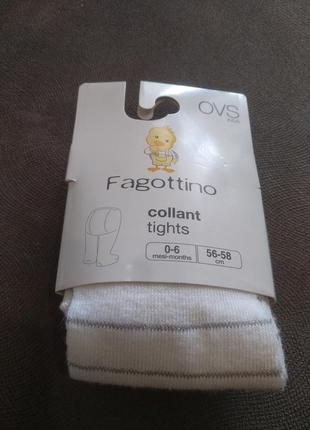 OVS
KIDS
Fagottino
collant
tights
0-6
mesi-months
56-58
cm